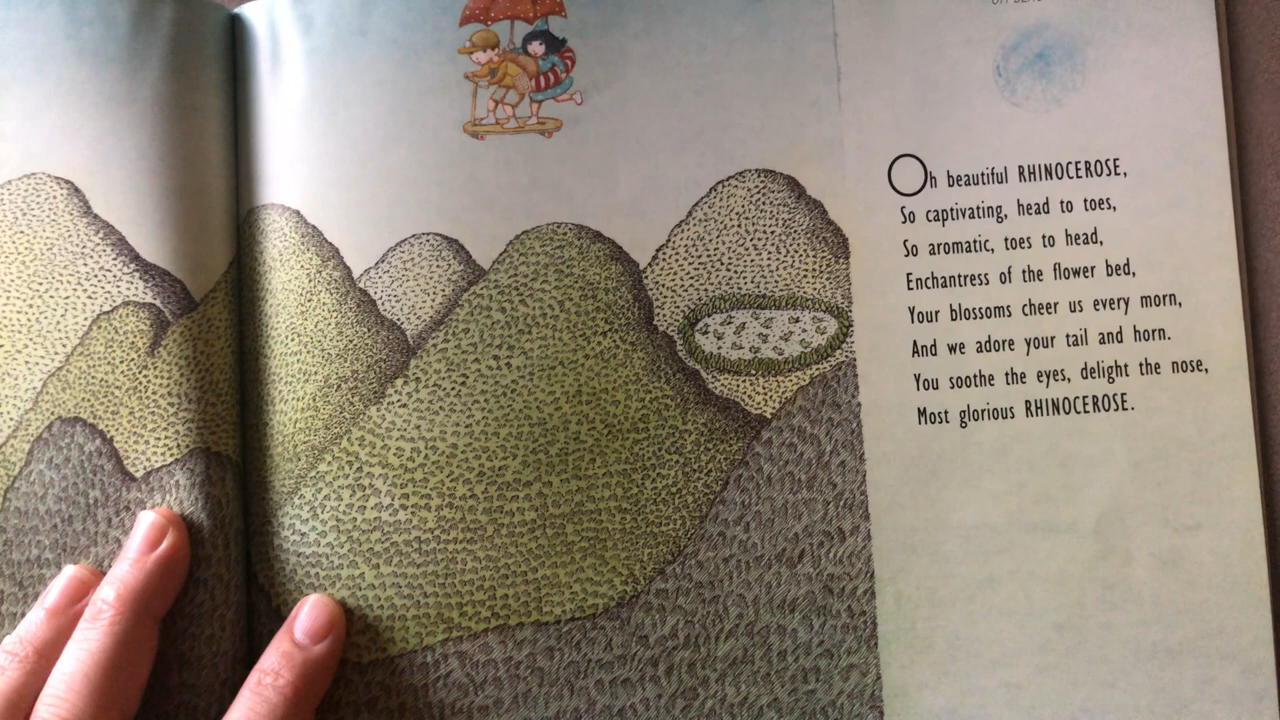 Oh beautiful RHINOCEROSE,
So captivating, head to toes,
So aromatic, toes to head,
Enchantress of the flower bed,
Your blossoms cheer us every morn,
And we adore your tail and horn.
You soothe the eyes, delight the nose,
Most glorious RHINOCEROSE.